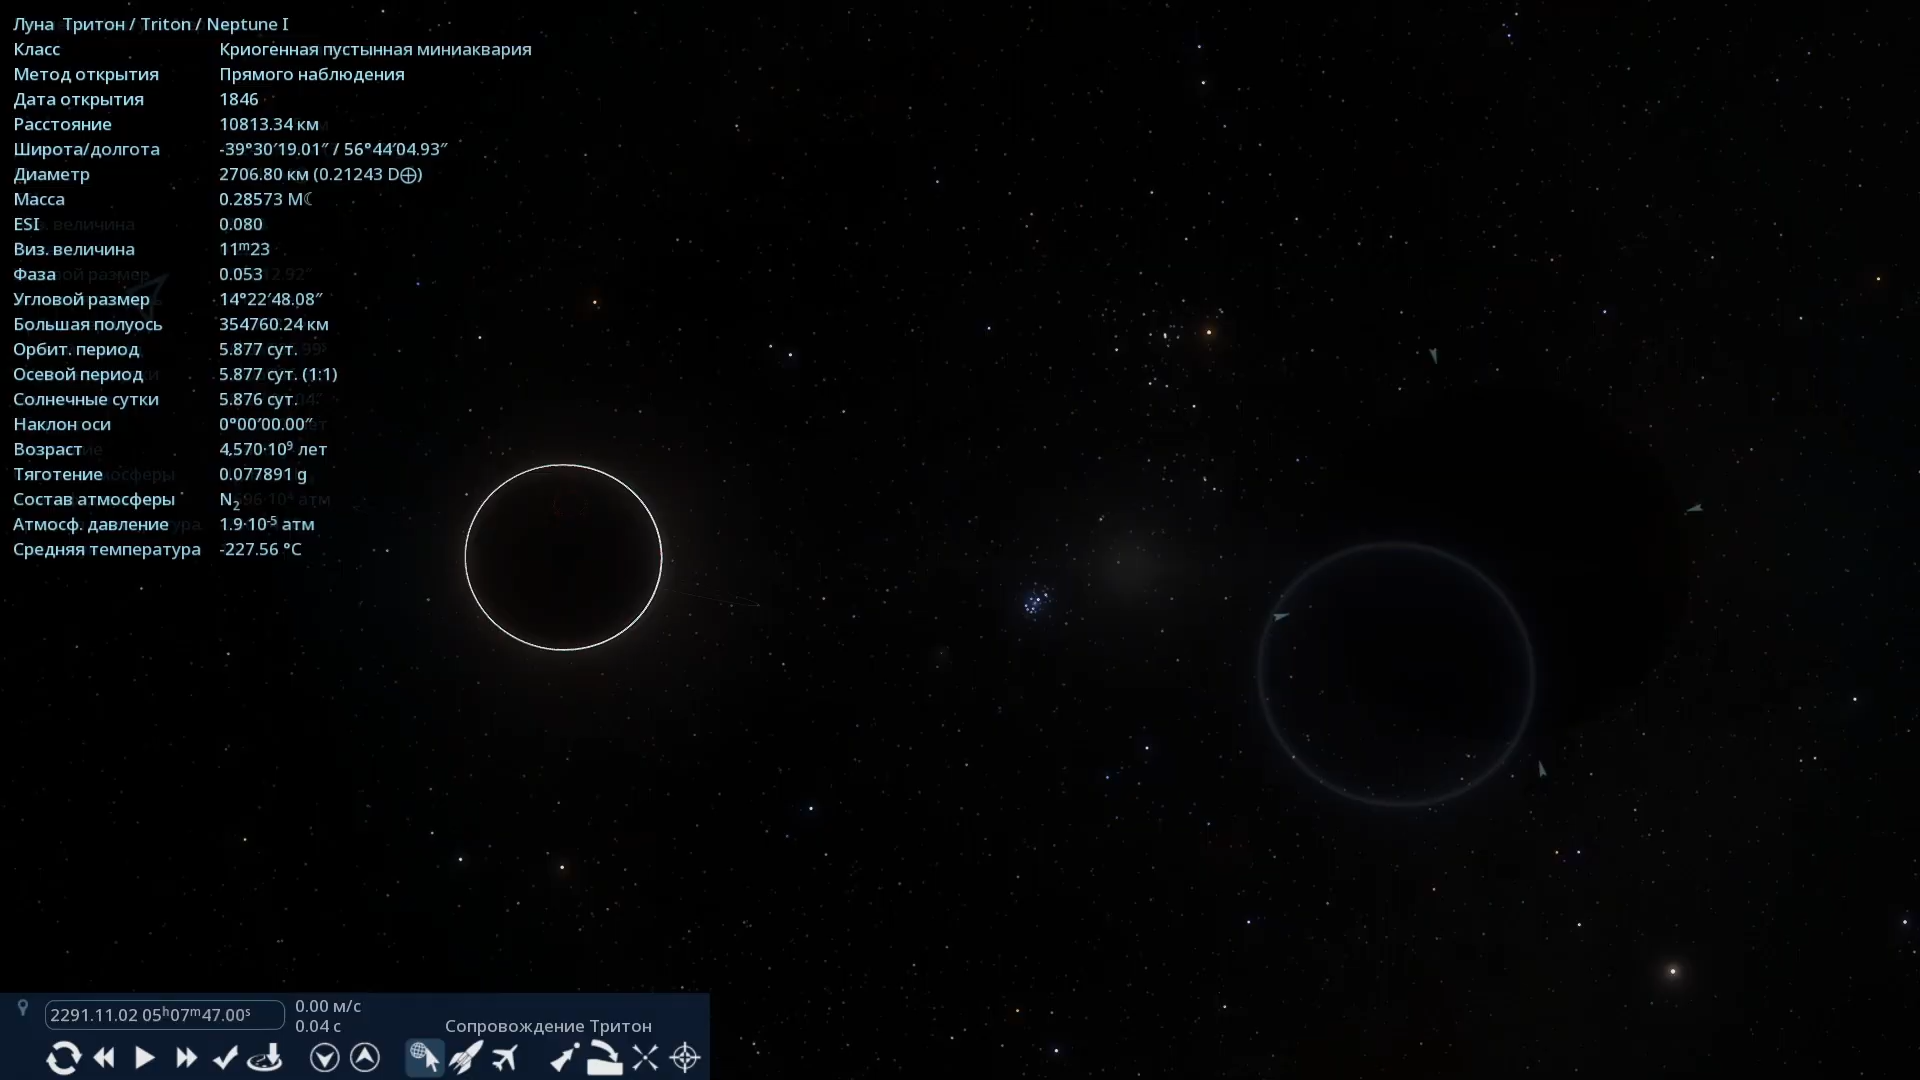 Луна Тритон / Triton / Neptune I
Класс Криогенная пустынная миниаквария
Метод открытия Прямого наблюдения
Дата открытия 1846
Расстояние 10813.34 км
Широта/долгота -39°30′19.01″ / 56°44′04.93″
Диаметр 2706.80 км (0.21243 D⊕)
Масса 0.28573 M☾
ESI 0.080
Виз. величина 11ᵐ23
Фаза 0.053
Угловой размер 14°22′48.08″
Большая полуось 354760.24 км
Орбит. период 5.877 сут.
Осевой период 5.877 сут. (1:1)
Солнечные сутки 5.876 сут.
Наклон оси 0°00′00.00″
Возраст 4,570·10⁹ лет
Тяготение 0.077891 g
Состав атмосферы N₂
Атмосф. давление 1.9·10⁻⁵ атм
Средняя температура -227.56 °C
2291.11.02 05ʰ07ᵐ47.00ˢ
0.00 м/с
0.04 с
Сопровождение Тритон